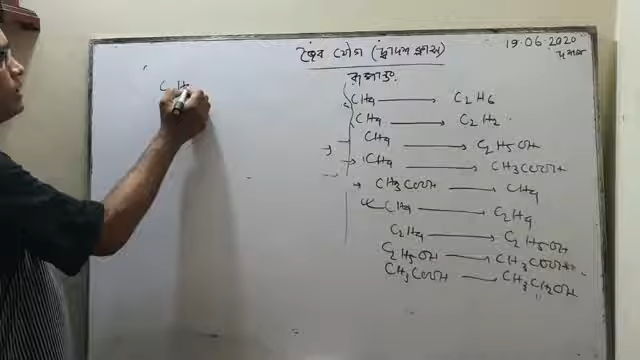 জৈব যৌগ (দ্বাদশ শ্রেণি)
19.06.2020
রূপান্তর
CH4 → C2H6
CH4 → C2H2
CH4 → C2H5OH
CH4 → CH3COOH
CH3COOH → CH4
CH4 → C2H4
C2H4 → C2H5OH
C2H5OH → CH3COOH
CH3COOH → CH3CH2OH
CH